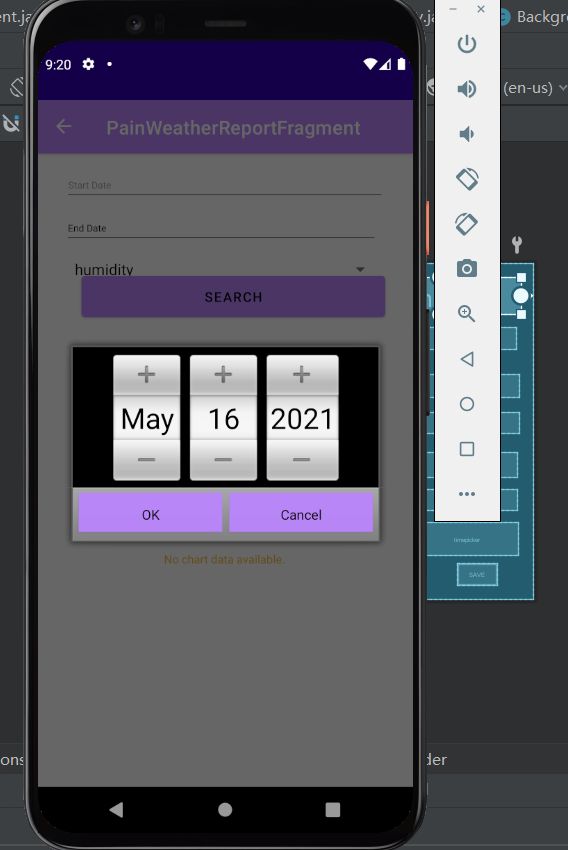 ent.ja
y.ja
Backgro
9:20
(en-us)
PainWeatherReportFragment
Start Date
End Date
humidity
SEARCH
May 16 2021
OK Cancel
timepicker
No chart data available.
SAVE
ons
der